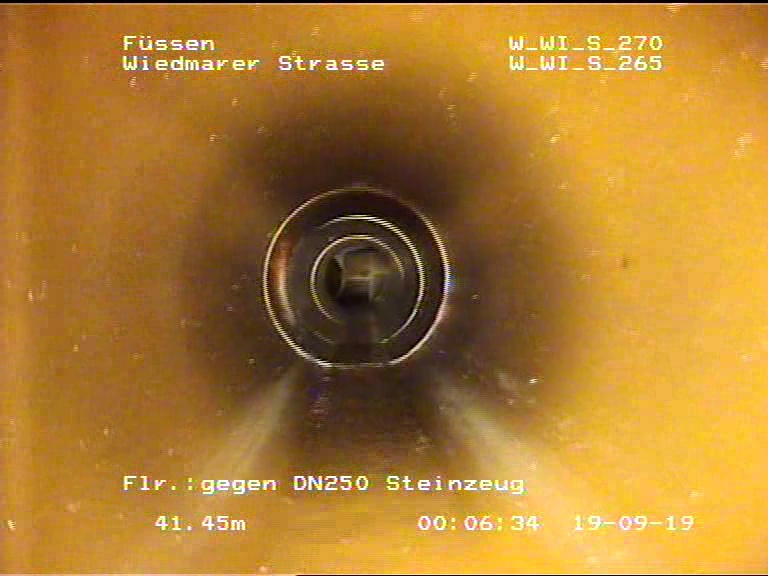 Füssen W_WI_S_270
Wiedmarer Strasse W_WI_S_265
Flr.:gegen DN250 Steinzeug
41.45m 00:06:34 19-09-19